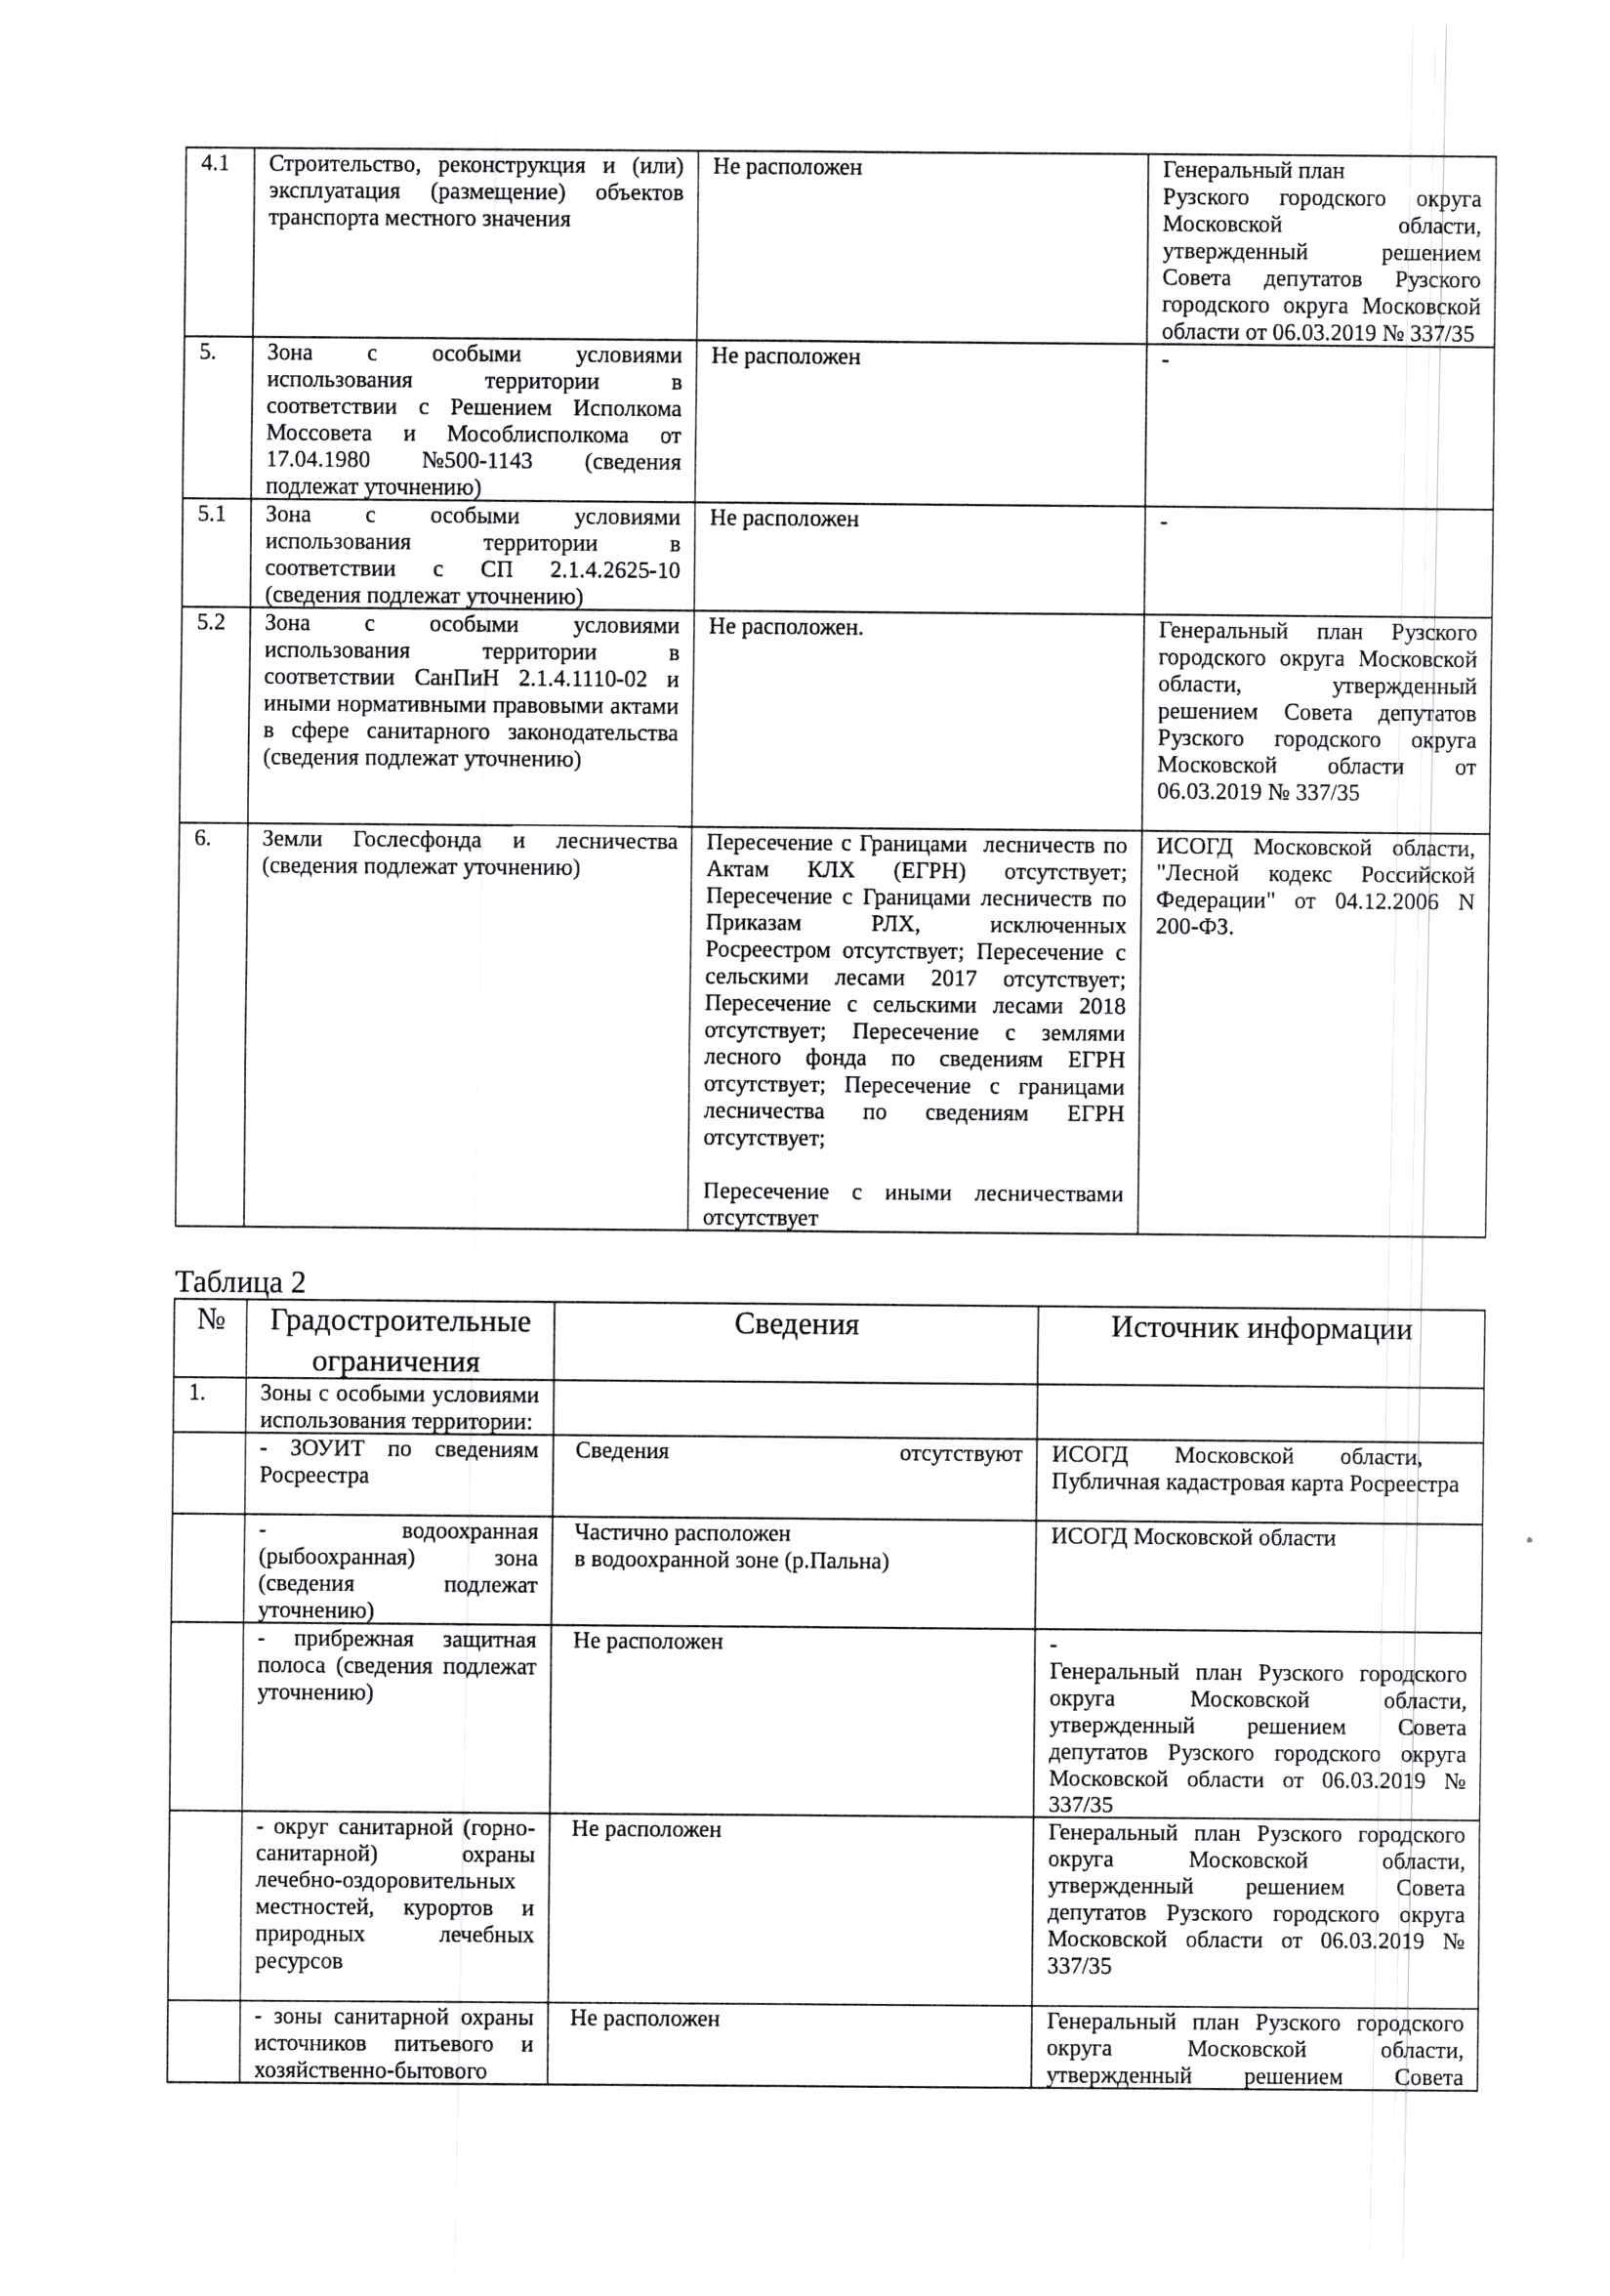 4.1
Строительство, реконструкция и (или)
эксплуатация (размещение) объектов
транспорта местного значения
Не расположен
Генеральный план
Рузского городского округа
Московской области,
утвержденный решением
Совета депутатов Рузского
городского округа Московской
области от 06.03.2019 № 337/35
5.
Зона с особыми условиями
использования территории в
соответствии с Решением Исполкома
Моссовета и Мособлисполкома от
17.04.1980 №500-1143 (сведения
подлежат уточнению)
Не расположен
-
5.1
Зона с особыми условиями
использования территории в
соответствии с СП 2.1.4.2625-10
(сведения подлежат уточнению)
Не расположен
-
5.2
Зона с особыми условиями
использования территории в
соответствии СанПиН 2.1.4.1110-02 и
иными нормативными правовыми актами
в сфере санитарного законодательства
(сведения подлежат уточнению)
Не расположен.
Генеральный план Рузского
городского округа Московской
области, утвержденный
решением Совета депутатов
Рузского городского округа
Московской области от
06.03.2019 № 337/35
6.
Земли Гослесфонда и лесничества
(сведения подлежат уточнению)
Пересечение с Границами лесничеств по
Актам КЛХ (ЕГРН) отсутствует;
Пересечение с Границами лесничеств по
Приказам РЛХ, исключенных
Росреестром отсутствует; Пересечение с
сельскими лесами 2017 отсутствует;
Пересечение с сельскими лесами 2018
отсутствует; Пересечение с землями
лесного фонда по сведениям ЕГРН
отсутствует; Пересечение с границами
лесничества по сведениям ЕГРН
отсутствует;
Пересечение с иными лесничествами
отсутствует
ИСОГД Московской области,
"Лесной кодекс Российской
Федерации" от 04.12.2006 N
200-ФЗ.
Таблица 2
№
Градостроительные
ограничения
Сведения
Источник информации
1.
Зоны с особыми условиями
использования территории:
- ЗОУИТ по сведениям
Росреестра
Сведения отсутствуют
ИСОГД Московской области,
Публичная кадастровая карта Росреестра
- водоохранная
(рыбоохранная) зона
(сведения подлежат
уточнению)
Частично расположен
в водоохранной зоне (р.Пальна)
ИСОГД Московской области
- прибрежная защитная
полоса (сведения подлежат
уточнению)
Не расположен
-
Генеральный план Рузского городского
округа Московской области,
утвержденный решением Совета
депутатов Рузского городского округа
Московской области от 06.03.2019 №
337/35
- округ санитарной (горно-
санитарной) охраны
лечебно-оздоровительных
местностей, курортов и
природных лечебных
ресурсов
Не расположен
Генеральный план Рузского городского
округа Московской области,
утвержденный решением Совета
депутатов Рузского городского округа
Московской области от 06.03.2019 №
337/35
- зоны санитарной охраны
источников питьевого и
хозяйственно-бытового
Не расположен
Генеральный план Рузского городского
округа Московской области,
утвержденный решением Совета